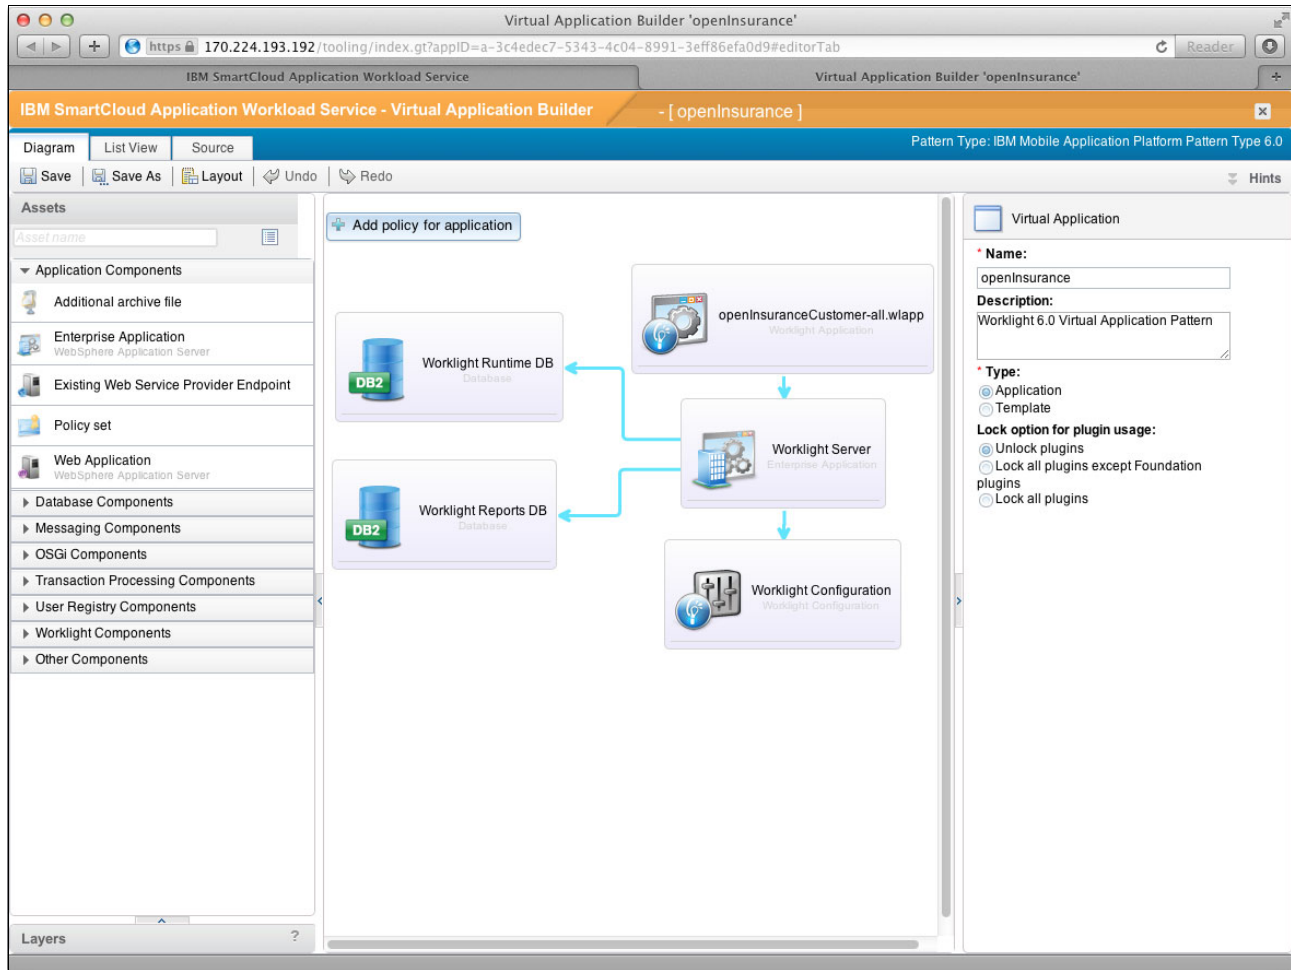 Virtual Application Builder 'openInsurance'
https 170.224.193.192/tooling/index.gt?appID=a-3c4edec7-5343-4c04-8991-3eff86efa0d9#editorTab
Reader
IBM SmartCloud Application Workload Service
Virtual Application Builder 'openInsurance'
IBM SmartCloud Application Workload Service - Virtual Application Builder
- [ openInsurance ]
Diagram
List View
Source
Pattern Type: IBM Mobile Application Platform Pattern Type 6.0
Save
Save As
Layout
Undo
Redo
Hints
Assets
Asset name
Application Components
Additional archive file
Enterprise Application
WebSphere Application Server
Existing Web Service Provider Endpoint
Policy set
Web Application
WebSphere Application Server
Database Components
Messaging Components
OSGi Components
Transaction Processing Components
User Registry Components
Worklight Components
Other Components
Layers
?
Add policy for application
openInsuranceCustomer-all.wlapp
Worklight Application
DB2
Worklight Runtime DB
Database
Worklight Server
Enterprise Application
DB2
Worklight Reports DB
Database
Worklight Configuration
Worklight Configuration
Virtual Application
* Name:
openInsurance
Description:
Worklight 6.0 Virtual Application Pattern
* Type:
Application
Template
Lock option for plugin usage:
Unlock plugins
Lock all plugins except Foundation
plugins
Lock all plugins